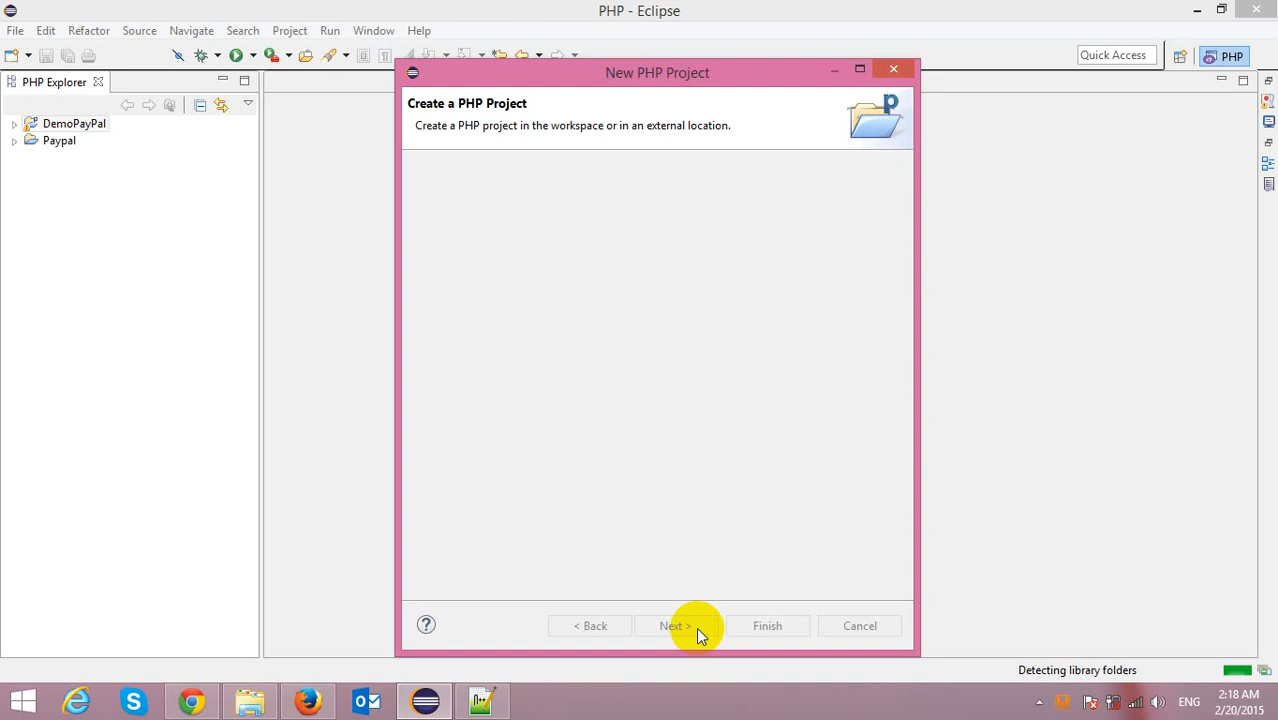 PHP - Eclipse
File Edit Refactor Source Navigate Search Project Run Window Help
Quick Access
PHP
PHP Explorer
DemoPayPal
Paypal
New PHP Project
Create a PHP Project
Create a PHP project in the workspace or in an external location.
< Back Next > Finish Cancel
Detecting library folders
ENG
2:18 AM
2/20/2015